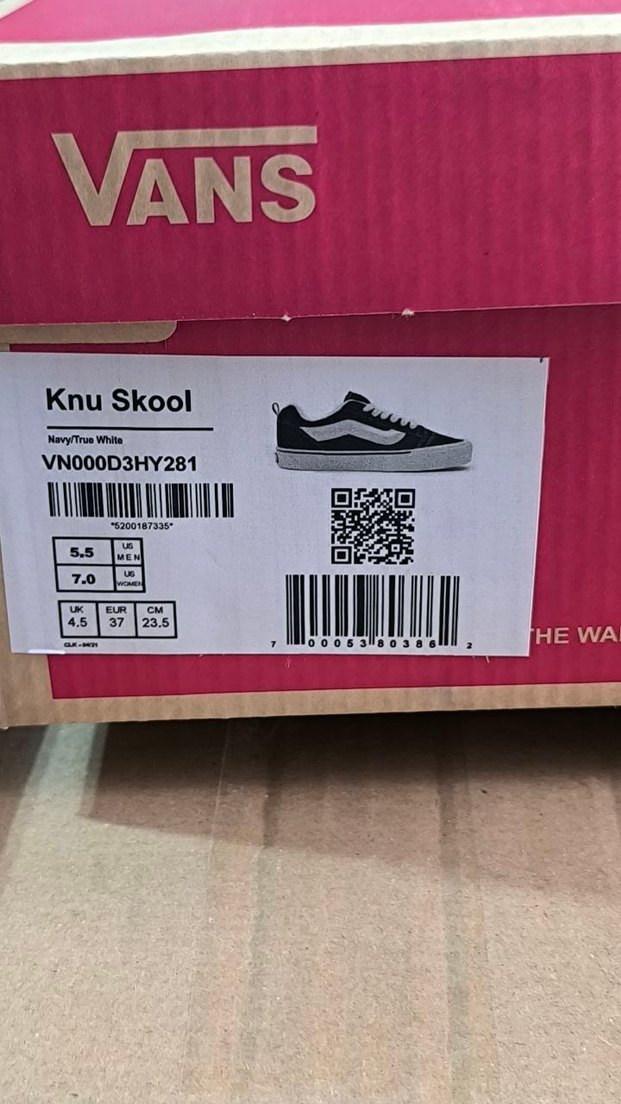 VANS
Knu Skool
Navy/True White
VN000D3HY281
*5200187335*
5.5 US MEN
7.0 US WOMEN
UK EUR CM
4.5 37 23.5
7 00053 80386 2
THE WA